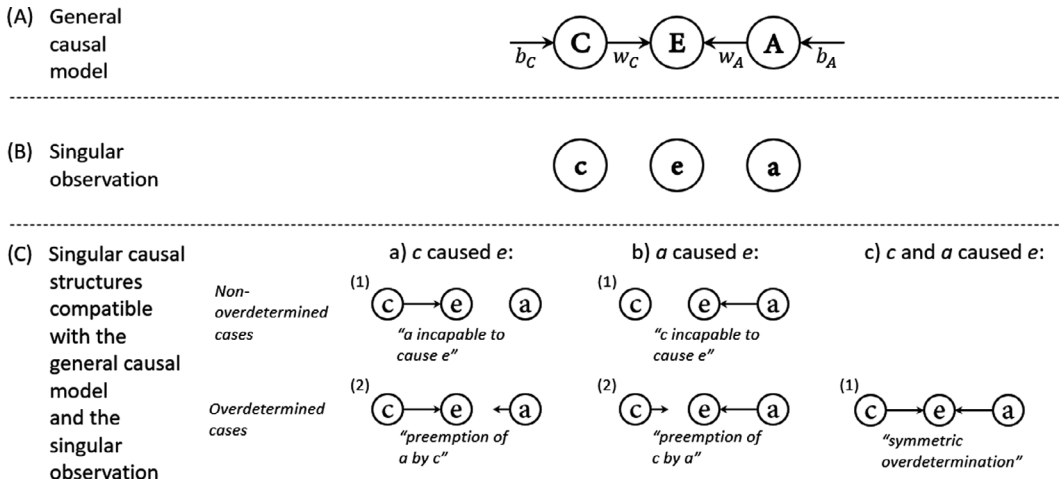 (A) General
causal
model
C E A
b_C w_C w_A b_A
(B) Singular
observation
c e a
(C) Singular causal
structures
compatible
with the
general causal
model
and the
singular
observation
a) c caused e:
b) a caused e:
c) c and a caused e:
Non-
overdetermined
cases
(1)
c e a
"a incapable to
cause e"
(1)
c e a
"c incapable to
cause e"
Overdetermined
cases
(2)
c e a
"preemption of
a by c"
(2)
c e a
"preemption of
c by a"
(1)
c e a
"symmetric
overdetermination"